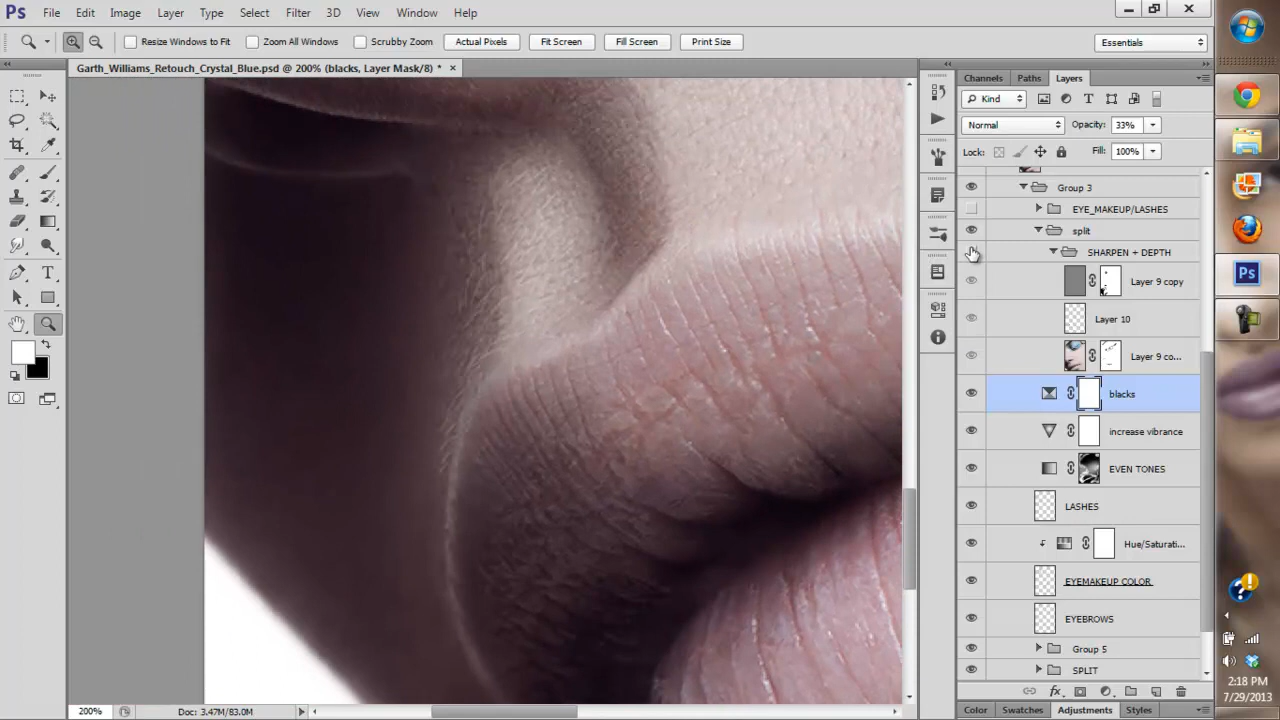 Ps File Edit Image Layer Type Select Filter 3D View Window Help
Resize Windows to Fit Zoom All Windows Scrubby Zoom Actual Pixels Fit Screen Fill Screen Print Size Essentials
Garth_Williams_Retouch_Crystal_Blue.psd @ 200% (blacks, Layer Mask/8) *
Channels Paths Layers
Kind
Normal Opacity: 33%
Lock: Fill: 100%
Group 3
EYE_MAKEUP/LASHES
split
SHARPEN + DEPTH
Layer 9 copy
Layer 10
Layer 9 co...
blacks
increase vibrance
EVEN TONES
LASHES
Hue/Saturati...
EYEMAKEUP COLOR
EYEBROWS
Group 5
SPLIT
fx
200% Doc: 3.47M/83.0M
Color Swatches Adjustments Styles
Ps
2:18 PM
7/29/2013